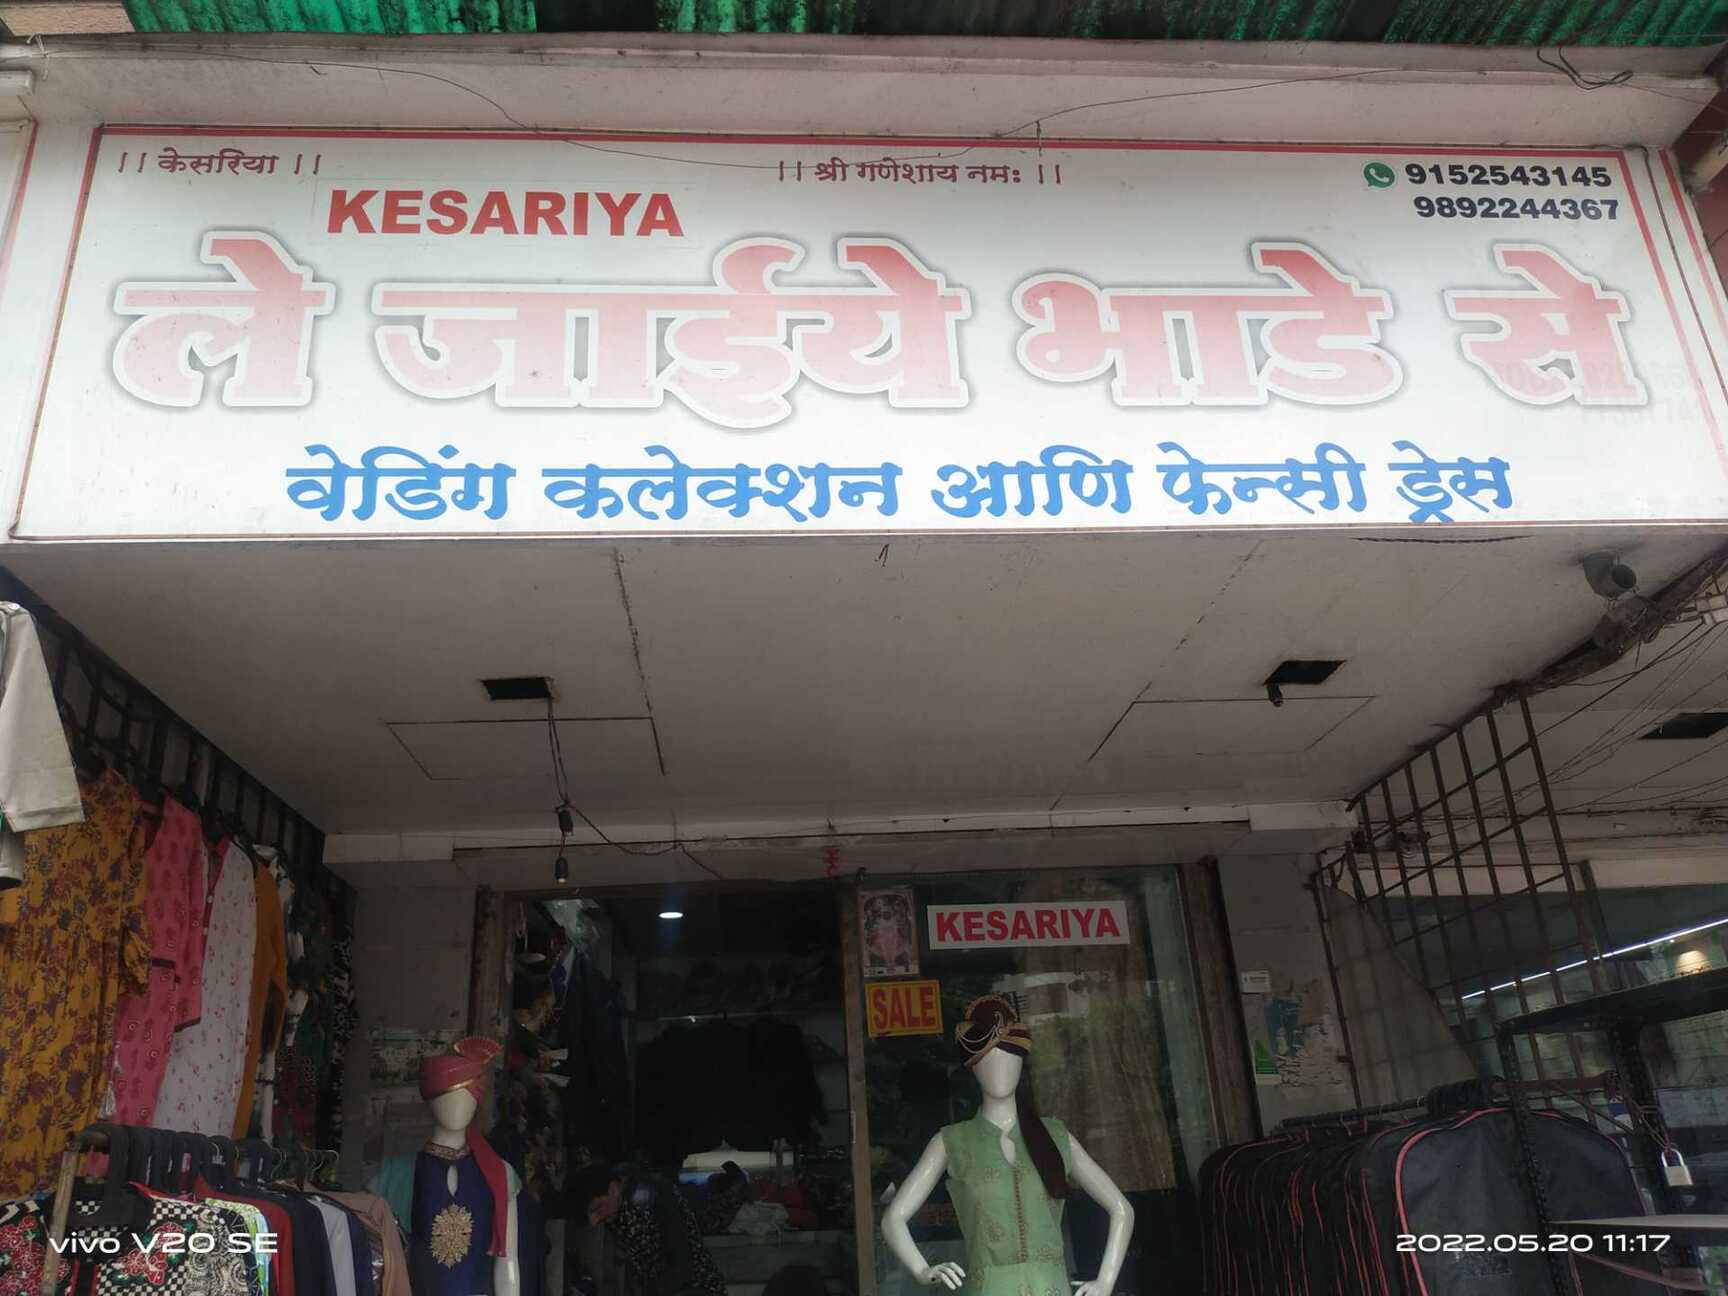 ।। केसरिया ।।
।। श्री गणेशाय नमः ।।
9152543145
9892244367
KESARIYA
ले जाईये भाडे से
वेडिंग कलेक्शन आणि फेन्सी ड्रेस
KESARIYA
SALE
vivo V20 SE
2022.05.20 11:17